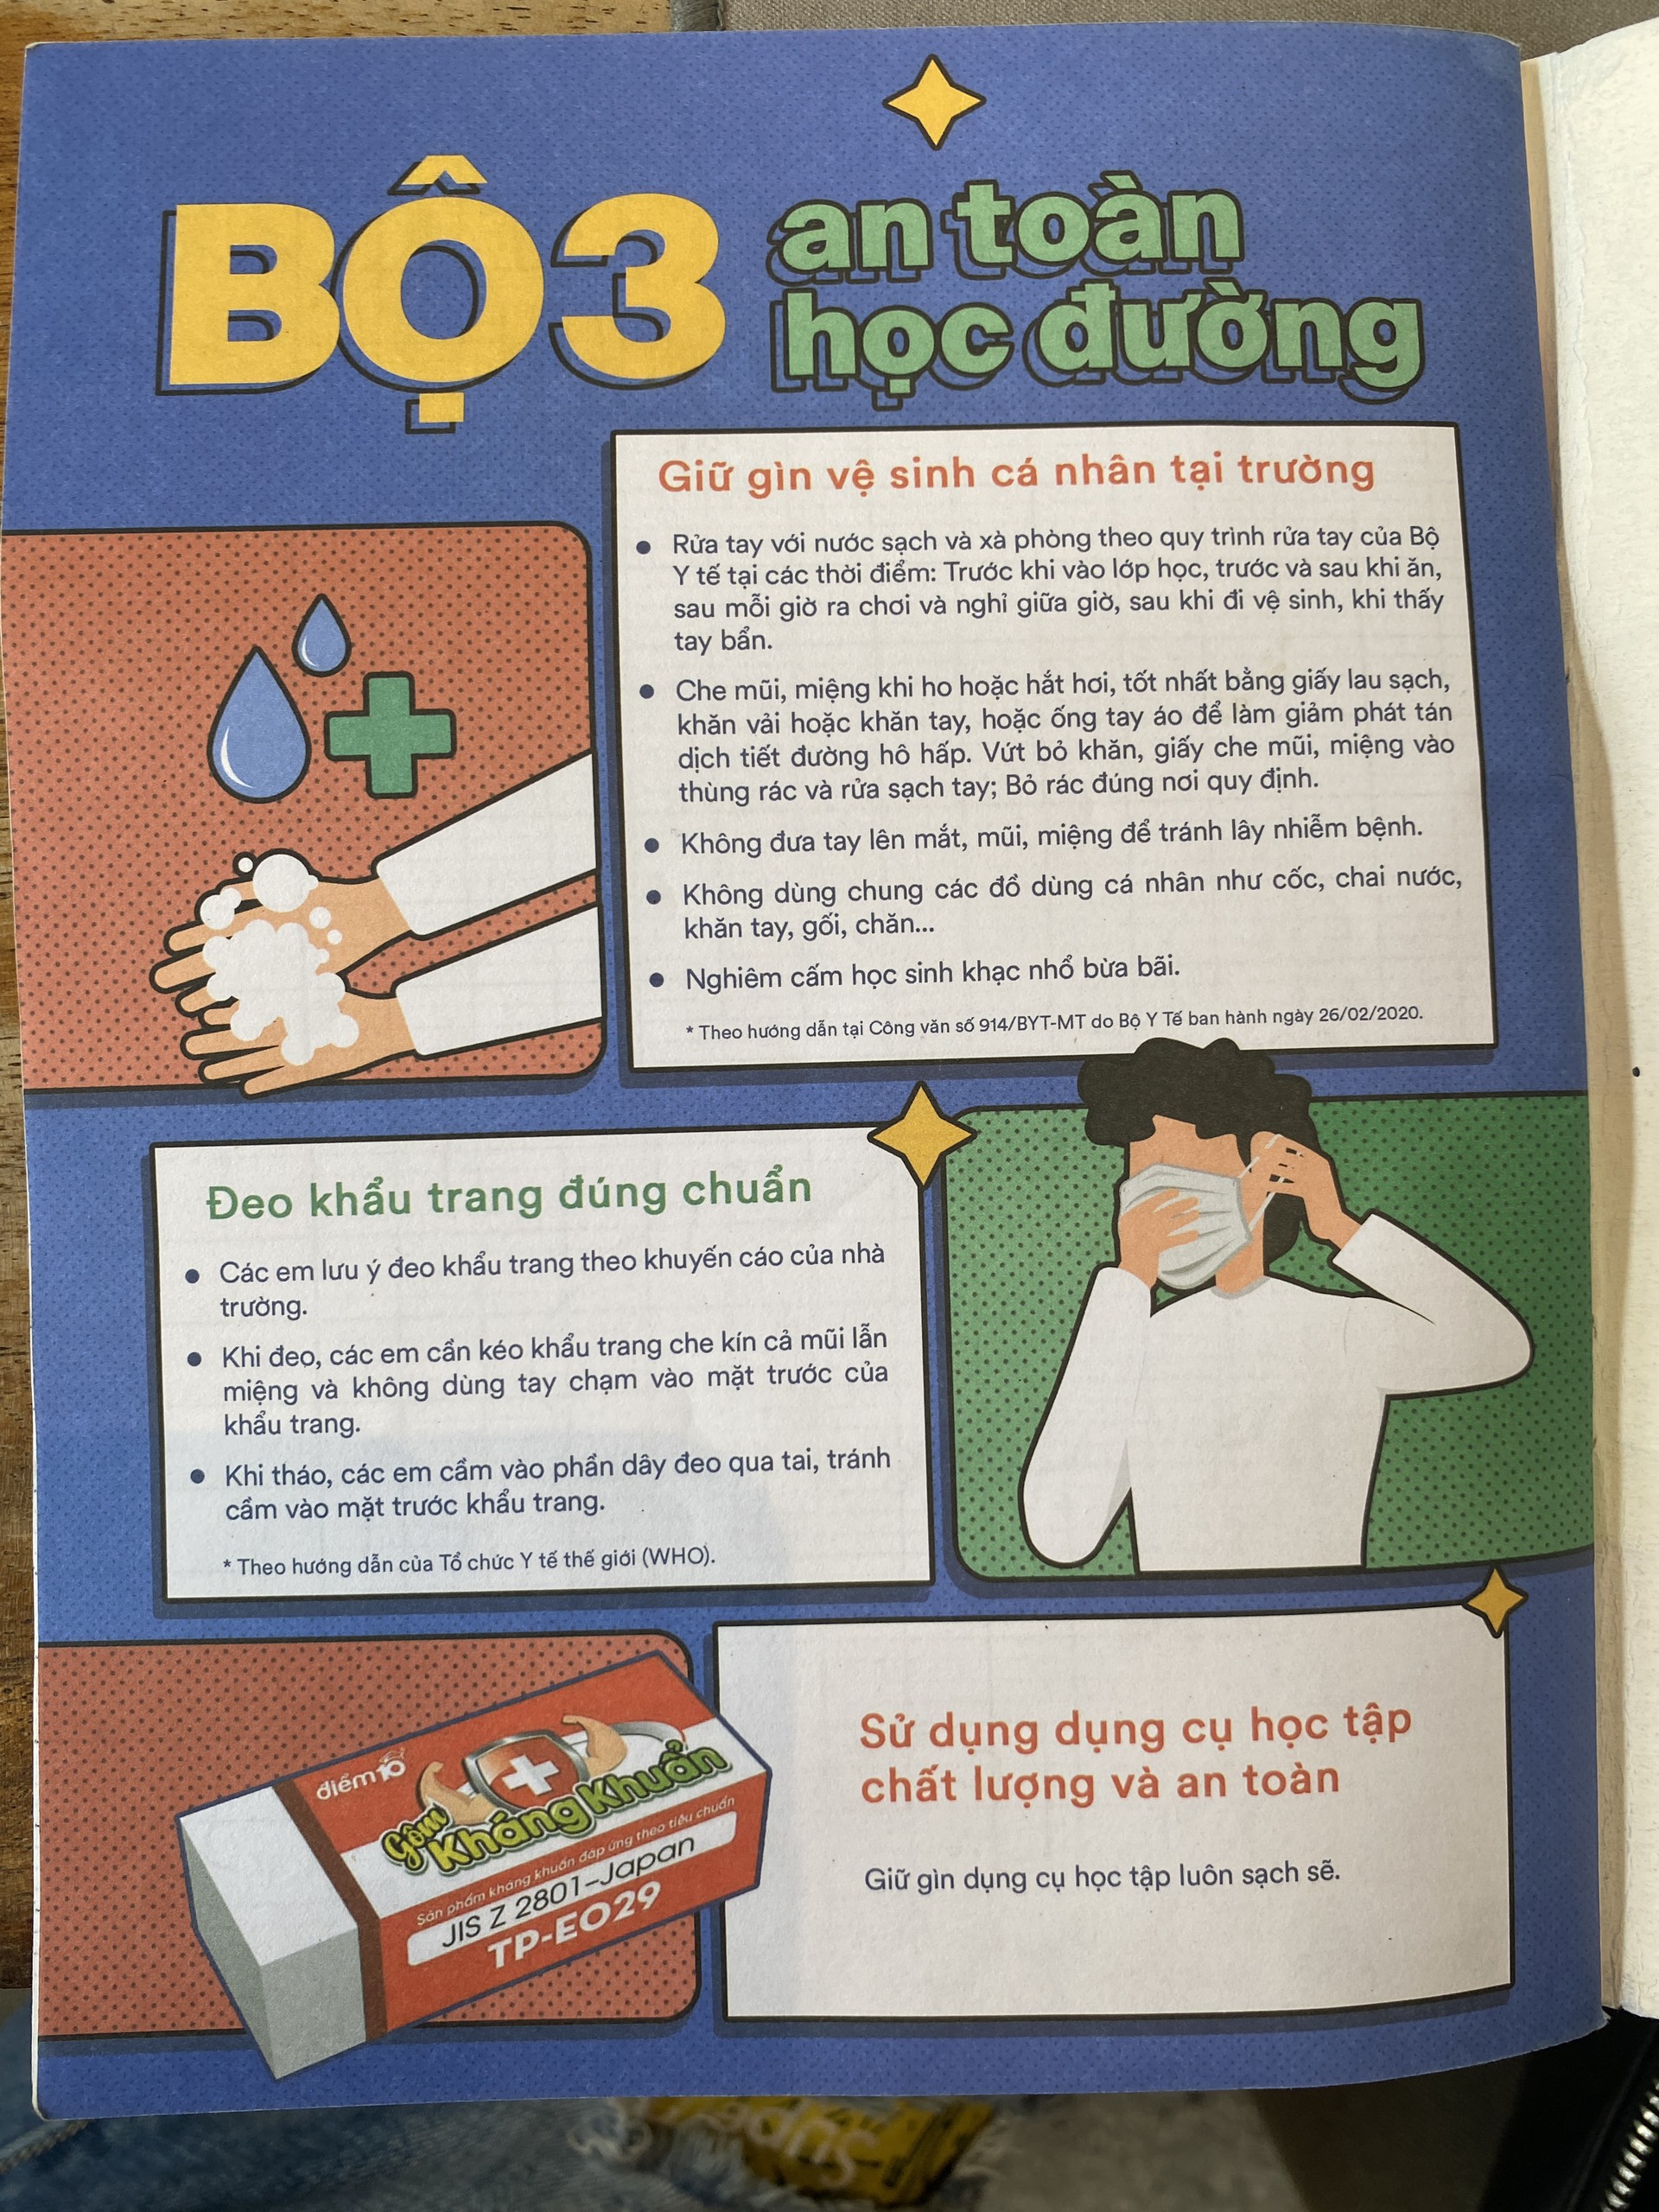 BỘ3 an toàn
học đường
Giữ gìn vệ sinh cá nhân tại trường
Rửa tay với nước sạch và xà phòng theo quy trình rửa tay của Bộ
Y tế tại các thời điểm: Trước khi vào lớp học, trước và sau khi ăn,
sau mỗi giờ ra chơi và nghỉ giữa giờ, sau khi đi vệ sinh, khi thấy
tay bẩn.
Che mũi, miệng khi ho hoặc hắt hơi, tốt nhất bằng giấy lau sạch,
khăn vải hoặc khăn tay, hoặc ống tay áo để làm giảm phát tán
dịch tiết đường hô hấp. Vứt bỏ khăn, giấy che mũi, miệng vào
thùng rác và rửa sạch tay; Bỏ rác đúng nơi quy định.
Không đưa tay lên mắt, mũi, miệng để tránh lây nhiễm bệnh.
Không dùng chung các đồ dùng cá nhân như cốc, chai nước,
khăn tay, gối, chăn...
Nghiêm cấm học sinh khạc nhổ bừa bãi.
* Theo hướng dẫn tại Công văn số 914/BYT-MT do Bộ Y Tế ban hành ngày 26/02/2020.
Đeo khẩu trang đúng chuẩn
Các em lưu ý đeo khẩu trang theo khuyến cáo của nhà
trường.
Khi đeo, các em cần kéo khẩu trang che kín cả mũi lẫn
miệng và không dùng tay chạm vào mặt trước của
khẩu trang.
Khi tháo, các em cầm vào phần dây đeo qua tai, tránh
cầm vào mặt trước khẩu trang.
* Theo hướng dẫn của Tổ chức Y tế thế giới (WHO).
điểm10
Gôm
Kháng Khuẩn
Sản phẩm kháng khuẩn đáp ứng theo tiêu chuẩn
JIS Z 2801-Japan
TP-EO29
Sử dụng dụng cụ học tập
chất lượng và an toàn
Giữ gìn dụng cụ học tập luôn sạch sẽ.